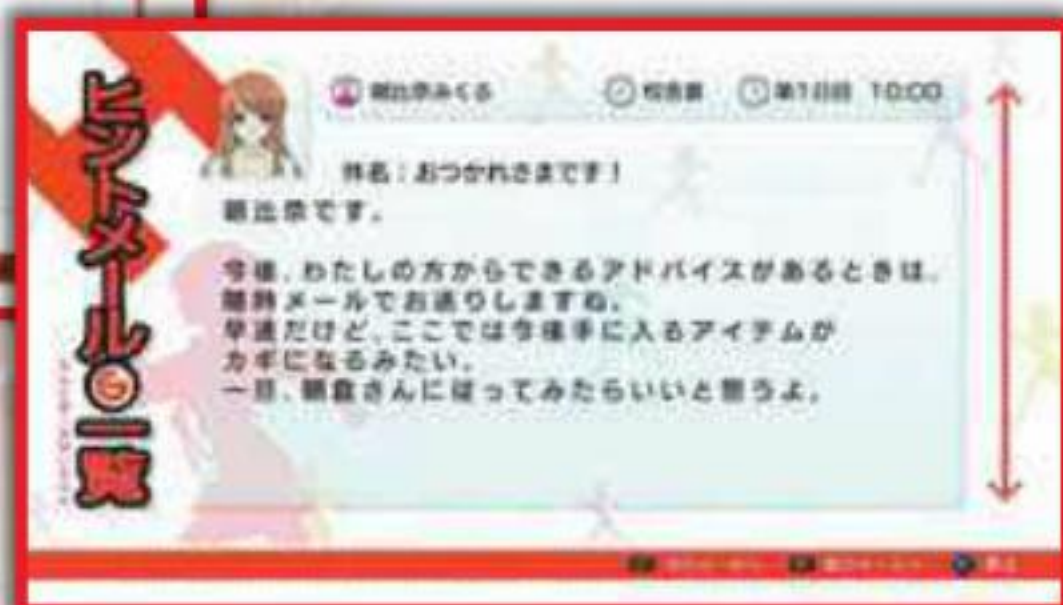 ヒントメールの一覧
朝比奈みくる
校舎裏
第1日目 10:00
件名：おつかれさまです！
朝比奈です。
今後、わたしの方からできるアドバイスがあるときは、
随時メールでお送りしますね。
早速だけど、ここでは今後手に入るアイテムが
カギになるみたい。
一旦、朝倉さんに従ってみたらいいと思うよ。